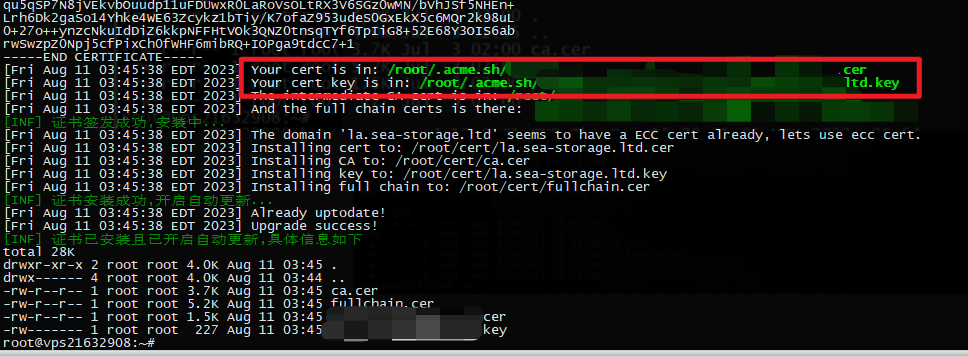 qu5qSP7N8jVEkvbOuudp11uFDUwxROLaRoVsOLtRX3V6SGzOwMN/bVhJSf5NHEn+
Lrh6Dk2gaSo14Yhke4WE63Zcykz1bTiy/K7ofaZ953udeSOGxEkX5c6MQr2k98uL
O+27o++ynzcNkuIdDiZ6kkpNFFHtVOk3QNZOtnsqTYf6TpIiG8+52E68Y3OIS6ab
rwSwzpZONpj5cfPixChOfWHF6mibRQ+IOPga9tdcC7+1
-----END CERTIFICATE-----
[Fri Aug 11 03:45:38 EDT 2023] Your cert is in: /root/.acme.sh/ .cer
[Fri Aug 11 03:45:38 EDT 2023] Your cert key is in: /root/.acme.sh/ ltd.key
[Fri Aug 11 03:45:38 EDT 2023] The intermediate CA cert is in: /root/
[Fri Aug 11 03:45:38 EDT 2023] And the full chain certs is there:
[INF] 证书签发成功,安装中...
[Fri Aug 11 03:45:38 EDT 2023] The domain 'la.sea-storage.ltd' seems to have a ECC cert already, lets use ecc cert.
[Fri Aug 11 03:45:38 EDT 2023] Installing cert to: /root/cert/la.sea-storage.ltd.cer
[Fri Aug 11 03:45:38 EDT 2023] Installing CA to: /root/cert/ca.cer
[Fri Aug 11 03:45:38 EDT 2023] Installing key to: /root/cert/la.sea-storage.ltd.key
[Fri Aug 11 03:45:38 EDT 2023] Installing full chain to: /root/cert/fullchain.cer
[INF] 证书安装成功,开启自动更新...
[Fri Aug 11 03:45:38 EDT 2023] Already uptodate!
[Fri Aug 11 03:45:38 EDT 2023] Upgrade success!
[INF] 证书已安装且已开启自动更新,具体信息如下
total 28K
drwxr-xr-x 2 root root 4.0K Aug 11 03:45 .
drwx------ 4 root root 4.0K Aug 11 03:44 ..
-rw-r--r-- 1 root root 3.7K Aug 11 03:45 ca.cer
-rw-r--r-- 1 root root 5.2K Aug 11 03:45 fullchain.cer
-rw-r--r-- 1 root root 1.5K Aug 11 03:45 cer
-rw------- 1 root root 227 Aug 11 03:45 key
root@vps21632908:~#